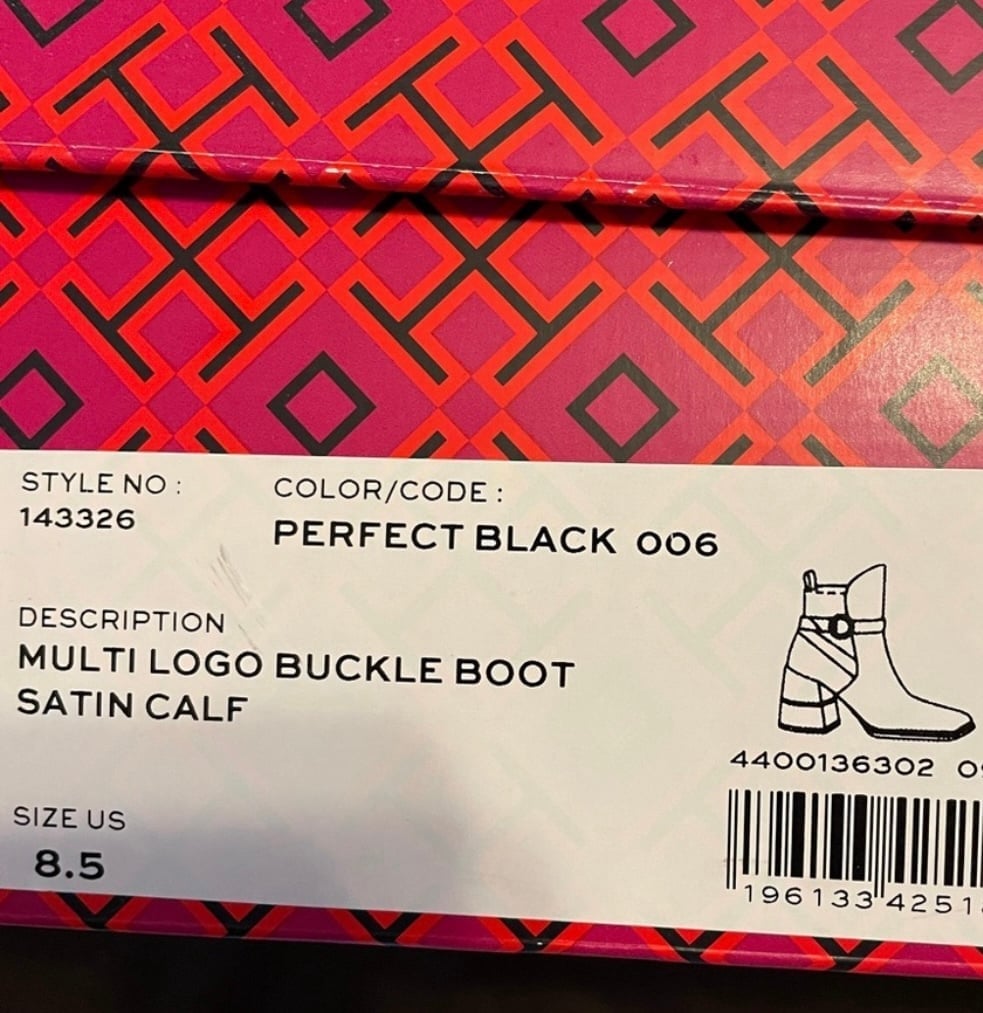 STYLE NO :
143326
COLOR/CODE :
PERFECT BLACK 006
DESCRIPTION
MULTI LOGO BUCKLE BOOT
SATIN CALF
4400136302
SIZE US
8.5
196133 4251